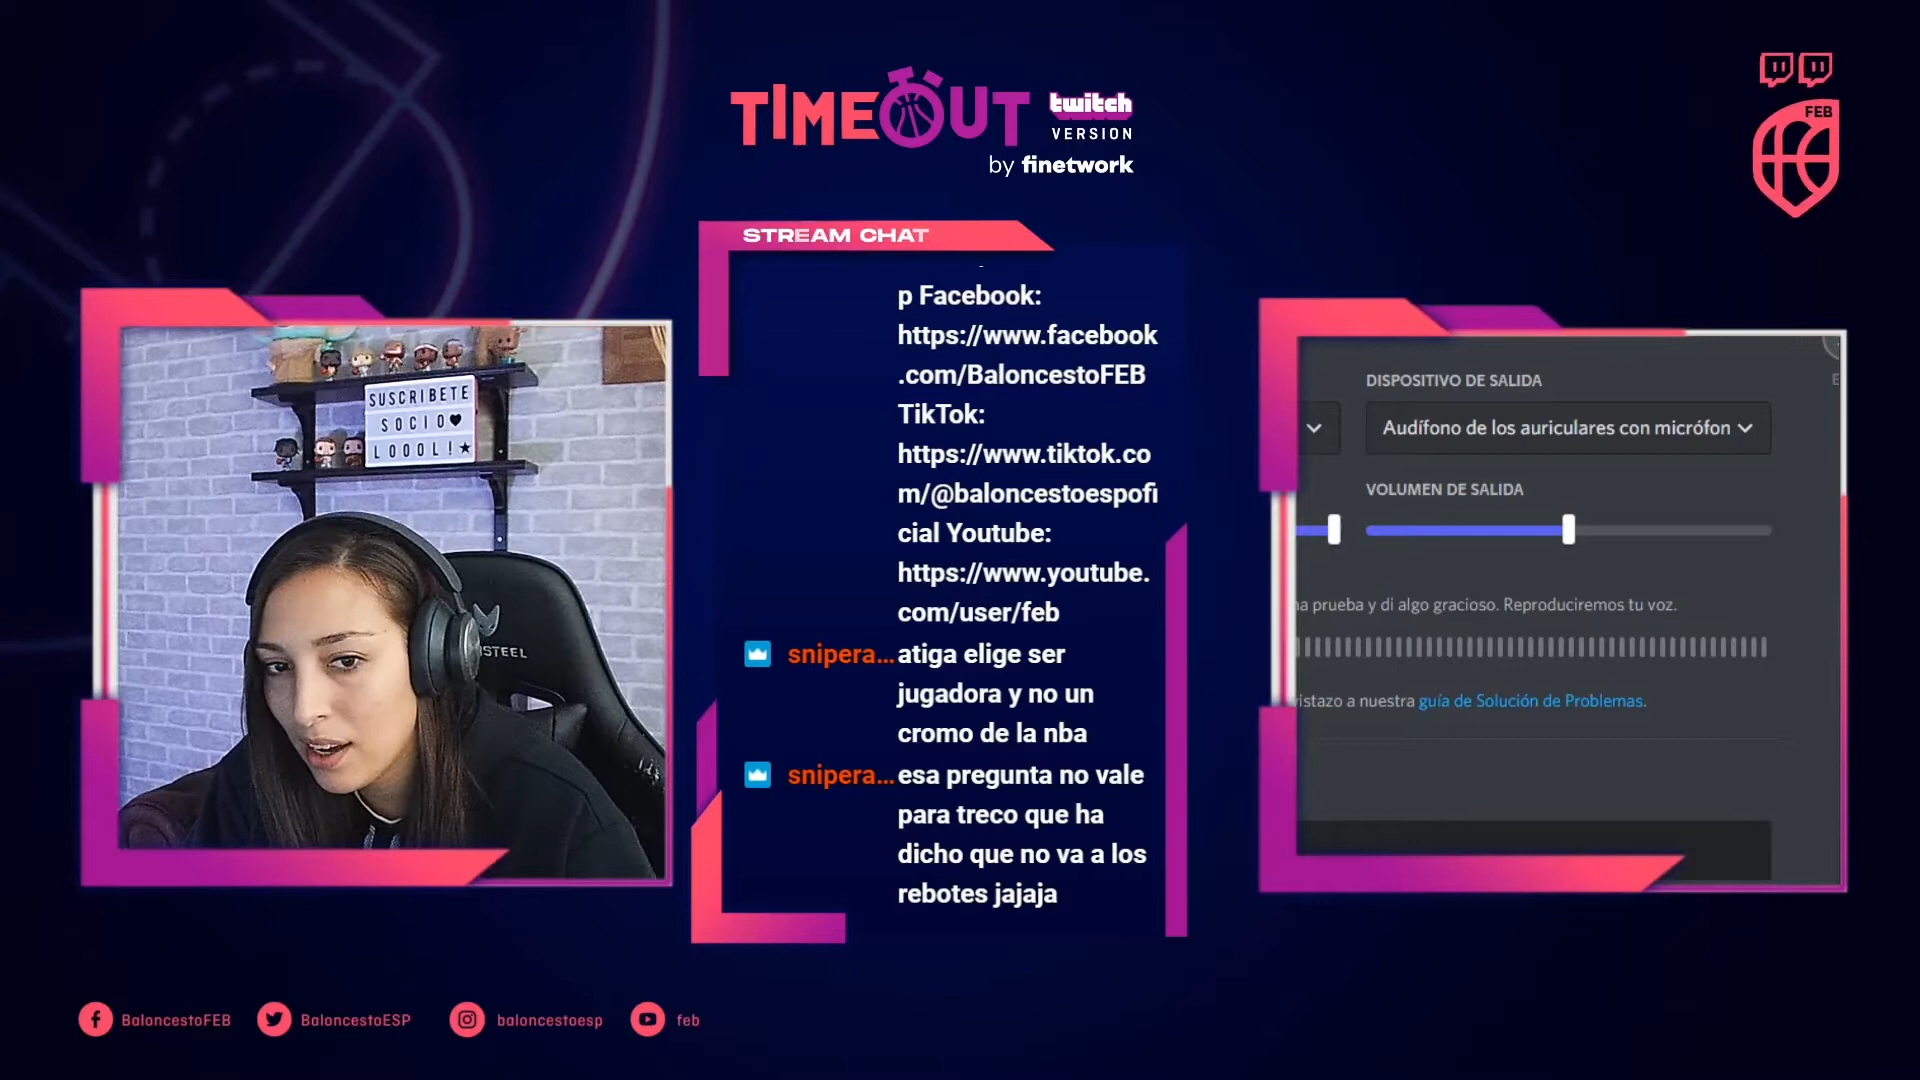 TIMEOUT
twitch
VERSION
by finetwork
FEB
STREAM CHAT
p Facebook:
https://www.facebook
.com/BaloncestoFEB
TikTok:
https://www.tiktok.co
m/@baloncestoespofi
cial Youtube:
https://www.youtube.
com/user/feb
snipera... atiga elige ser
jugadora y no un
cromo de la nba
snipera... esa pregunta no vale
para treco que ha
dicho que no va a los
rebotes jajaja
SUSCRIBETE
SOCIO♥
LOOOL!★
DISPOSITIVO DE SALIDA
Audífono de los auriculares con micrófon
VOLUMEN DE SALIDA
prueba y di algo gracioso. Reproduciremos tu voz.
a nuestra guía de Solución de Problemas.
BaloncestoFEB
BaloncestoESP
baloncestoesp
feb